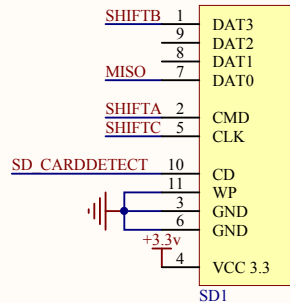 SHIFTB 1 DAT3
9 DAT2
8 DAT1
MISO 7 DAT0
SHIFTA 2 CMD
SHIFTC 5 CLK
SD_CARDDETECT 10 CD
11 WP
3 GND
6 GND
+3.3v
4 VCC 3.3
SD1